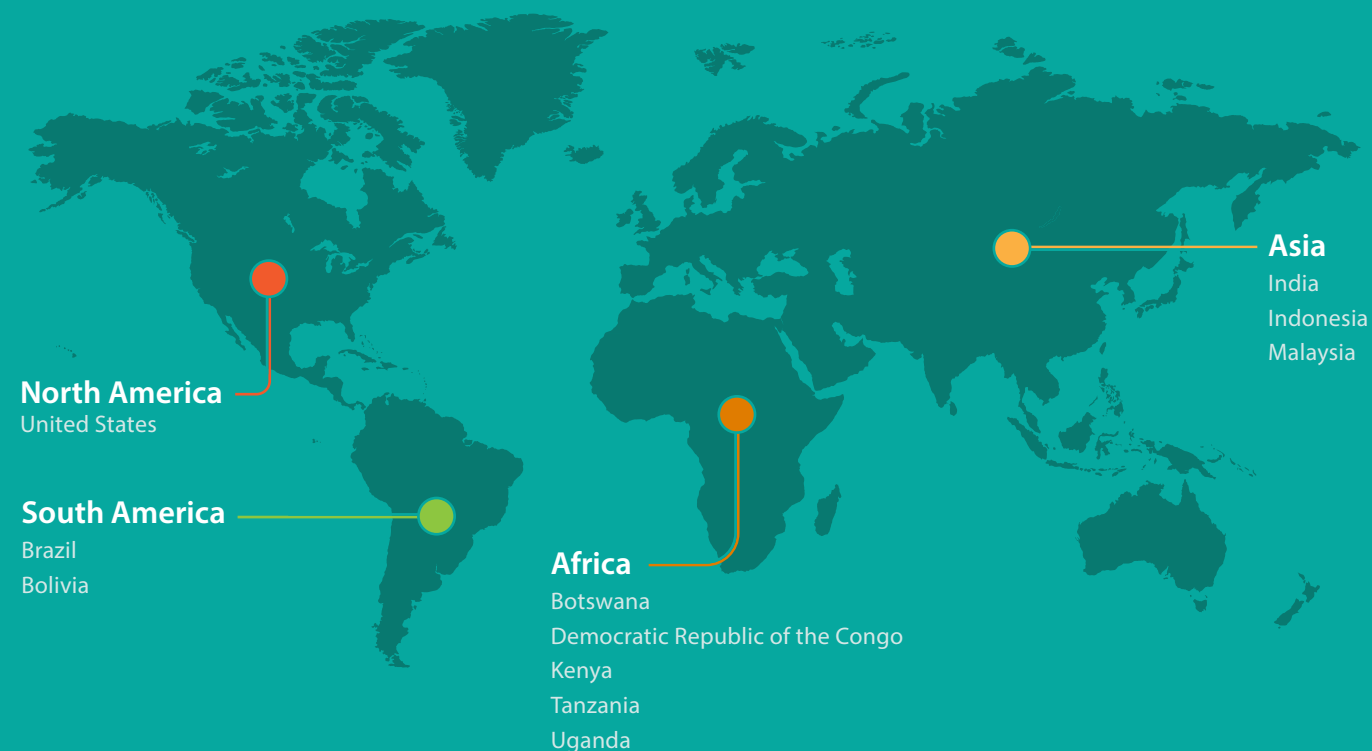 North America
United States
South America
Brazil
Bolivia
Africa
Botswana
Democratic Republic of the Congo
Kenya
Tanzania
Uganda
Asia
India
Indonesia
Malaysia